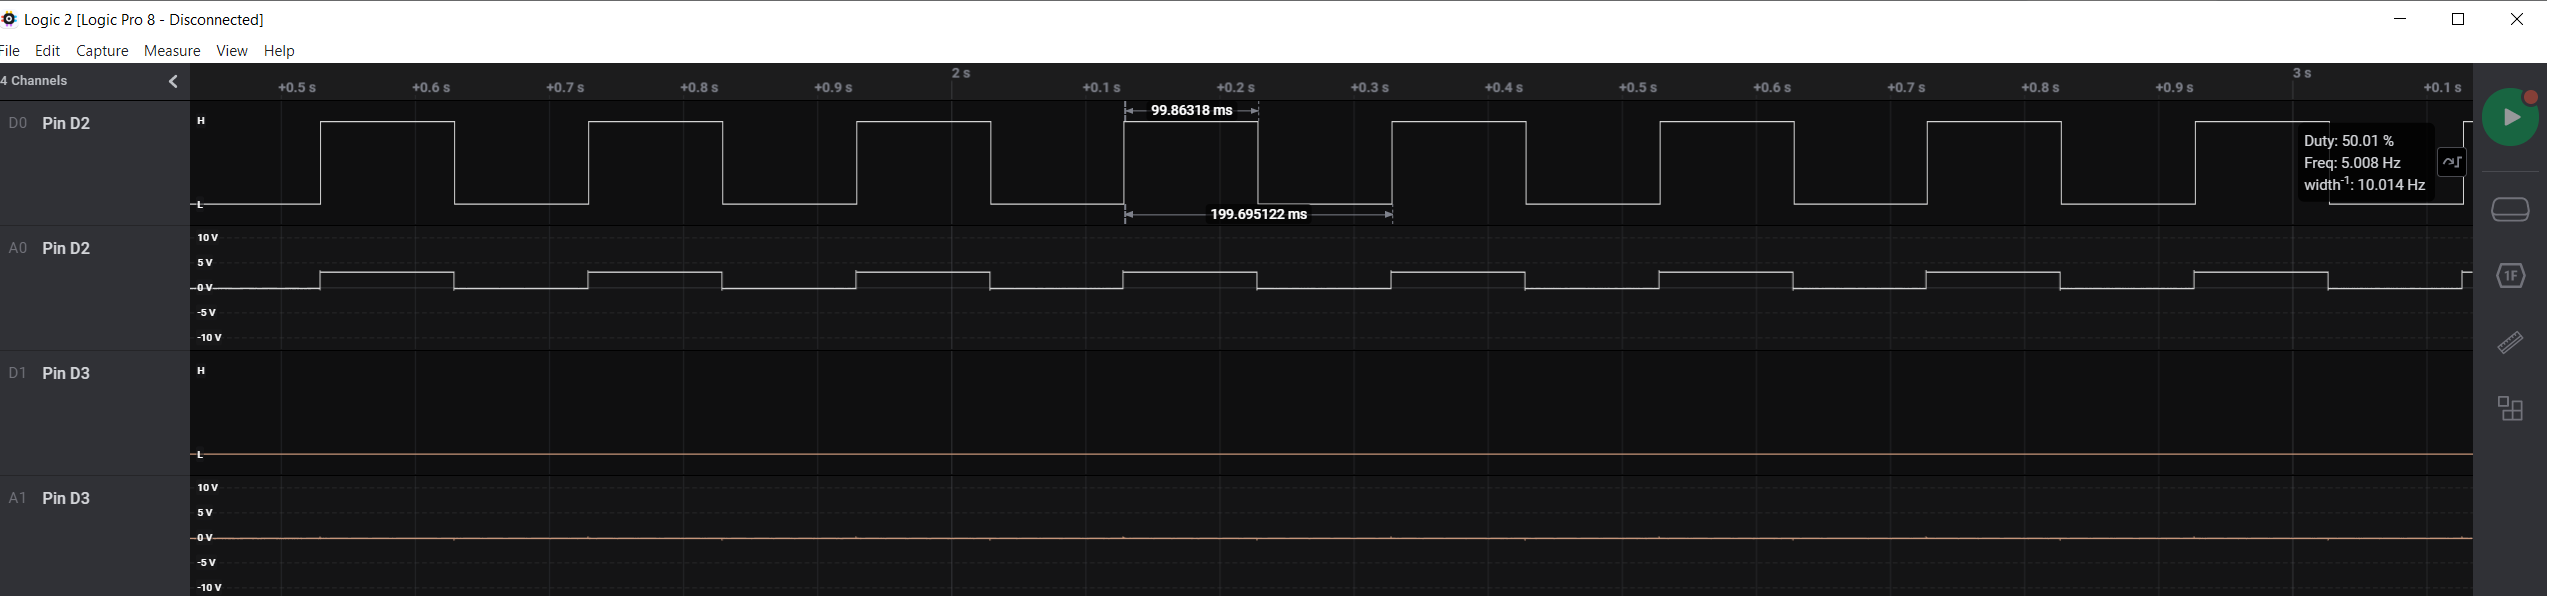 Logic 2 [Logic Pro 8 - Disconnected]
File Edit Capture Measure View Help
4 Channels
2 s 3 s
+0.5 s +0.6 s +0.7 s +0.8 s +0.9 s +0.1 s +0.2 s +0.3 s +0.4 s +0.5 s +0.6 s +0.7 s +0.8 s +0.9 s +0.1 s
D0 Pin D2
H
99.86318 ms
Duty: 50.01 %
Freq: 5.008 Hz
width-1: 10.014 Hz
L
199.695122 ms
A0 Pin D2
10 V
5 V
0 V
-5 V
-10 V
1F
D1 Pin D3
H
L
A1 Pin D3
10 V
5 V
0 V
-5 V
-10 V